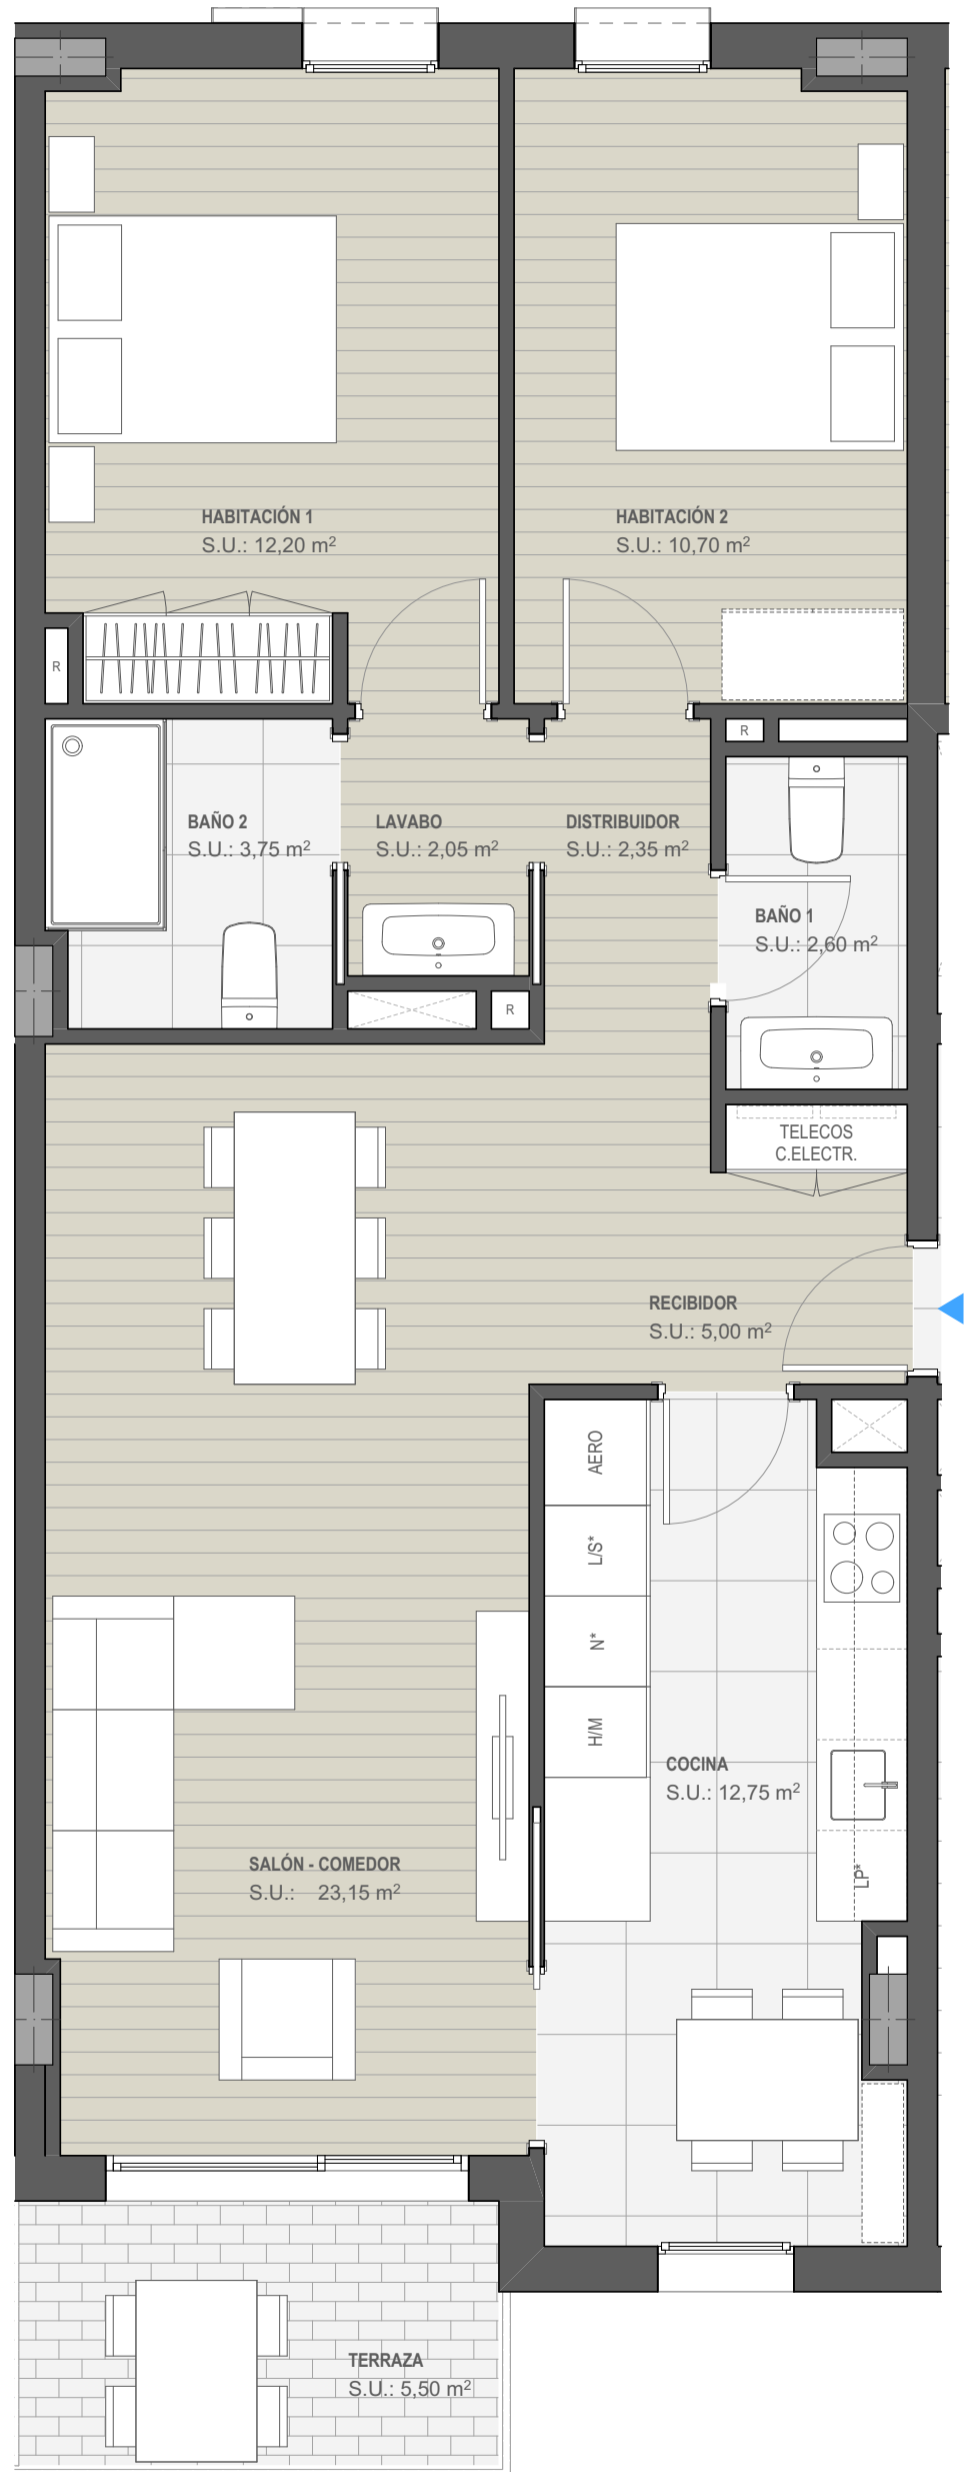 HABITACIÓN 1
S.U.: 12,20 m²
HABITACIÓN 2
S.U.: 10,70 m²
R
R
BAÑO 2
S.U.: 3,75 m²
LAVABO
S.U.: 2,05 m²
DISTRIBUIDOR
S.U.: 2,35 m²
BAÑO 1
S.U.: 2,60 m²
R
TELECOS
C.ELECTR.
RECIBIDOR
S.U.: 5,00 m²
AERO
L/S*
N*
H/M
COCINA
S.U.: 12,75 m²
LP*
SALÓN - COMEDOR
S.U.: 23,15 m²
TERRAZA
S.U.: 5,50 m²